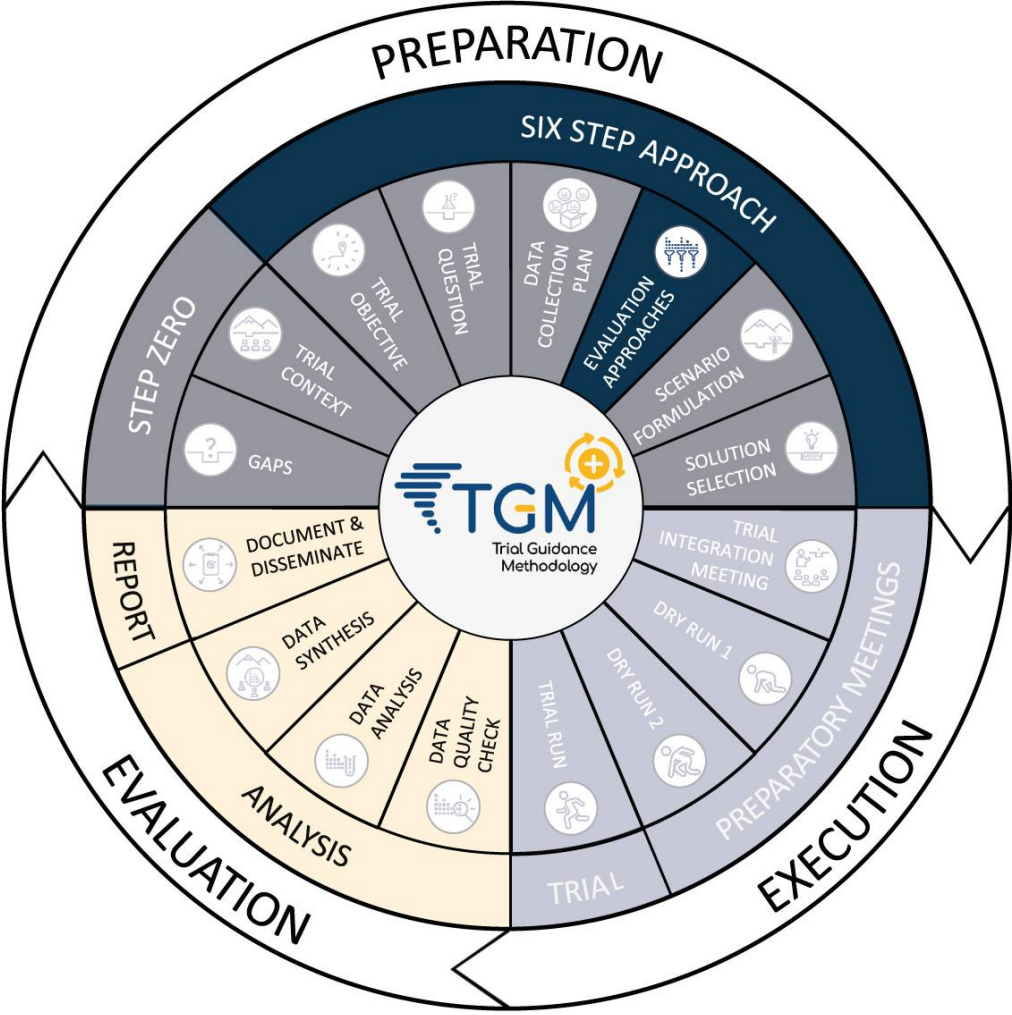 PREPARATION
SIX STEP APPROACH
STEP ZERO
GAPS
TRIAL
CONTEXT
TRIAL
OBJECTIVE
TRIAL
QUESTION
DATA
COLLECTION
PLAN
EVALUATION
APPROACHES
SCENARIO
FORMULATION
SOLUTION
SELECTION
TGM
Trial Guidance
Methodology
EXECUTION
PREPARATORY MEETINGS
TRIAL
INTEGRATION
MEETING
DRY RUN 1
DRY RUN 2
TRIAL
TRIAL RUN
EVALUATION
ANALYSIS
DATA
QUALITY
CHECK
DATA
ANALYSIS
DATA
SYNTHESIS
REPORT
DOCUMENT &
DISSEMINATE